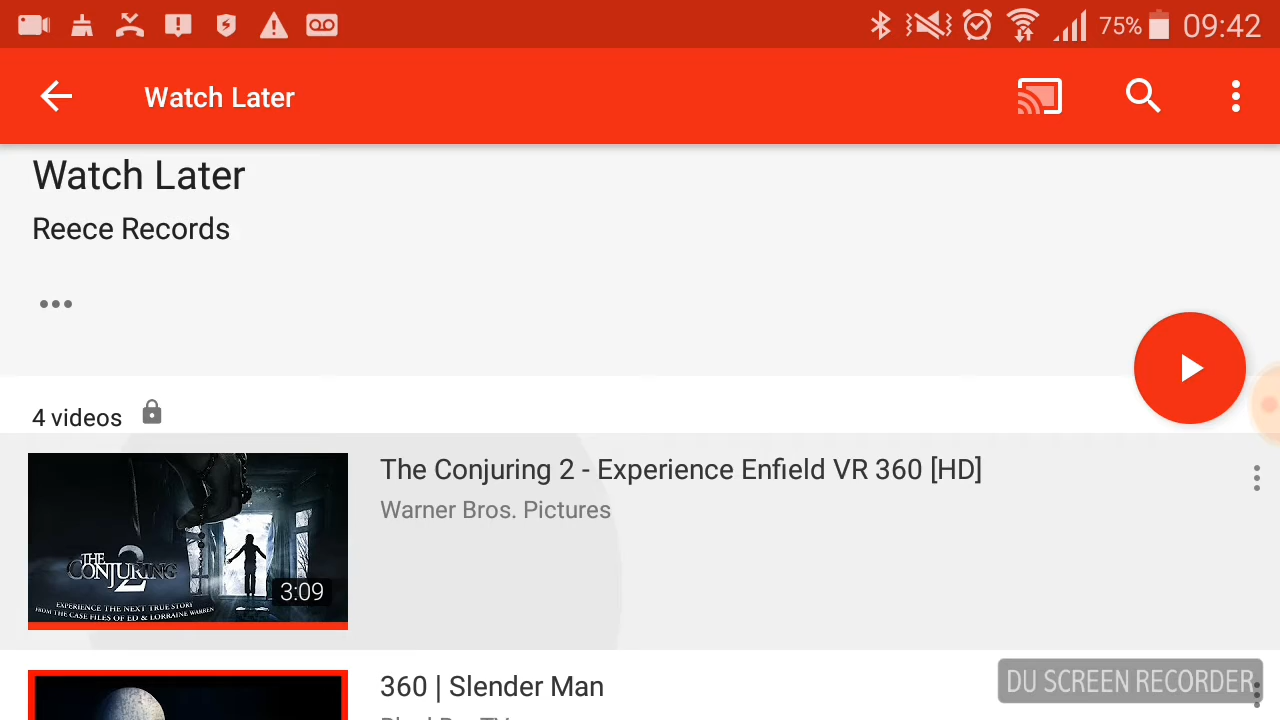 75% 09:42
Watch Later
Watch Later
Reece Records
4 videos
The Conjuring 2 - Experience Enfield VR 360 [HD]
Warner Bros. Pictures
THE
CONJURING 2
EXPERIENCE THE NEXT TRUE STORY
FROM THE CASE FILES OF ED & LORRAINE WARREN
3:09
360 | Slender Man
DU SCREEN RECORDER